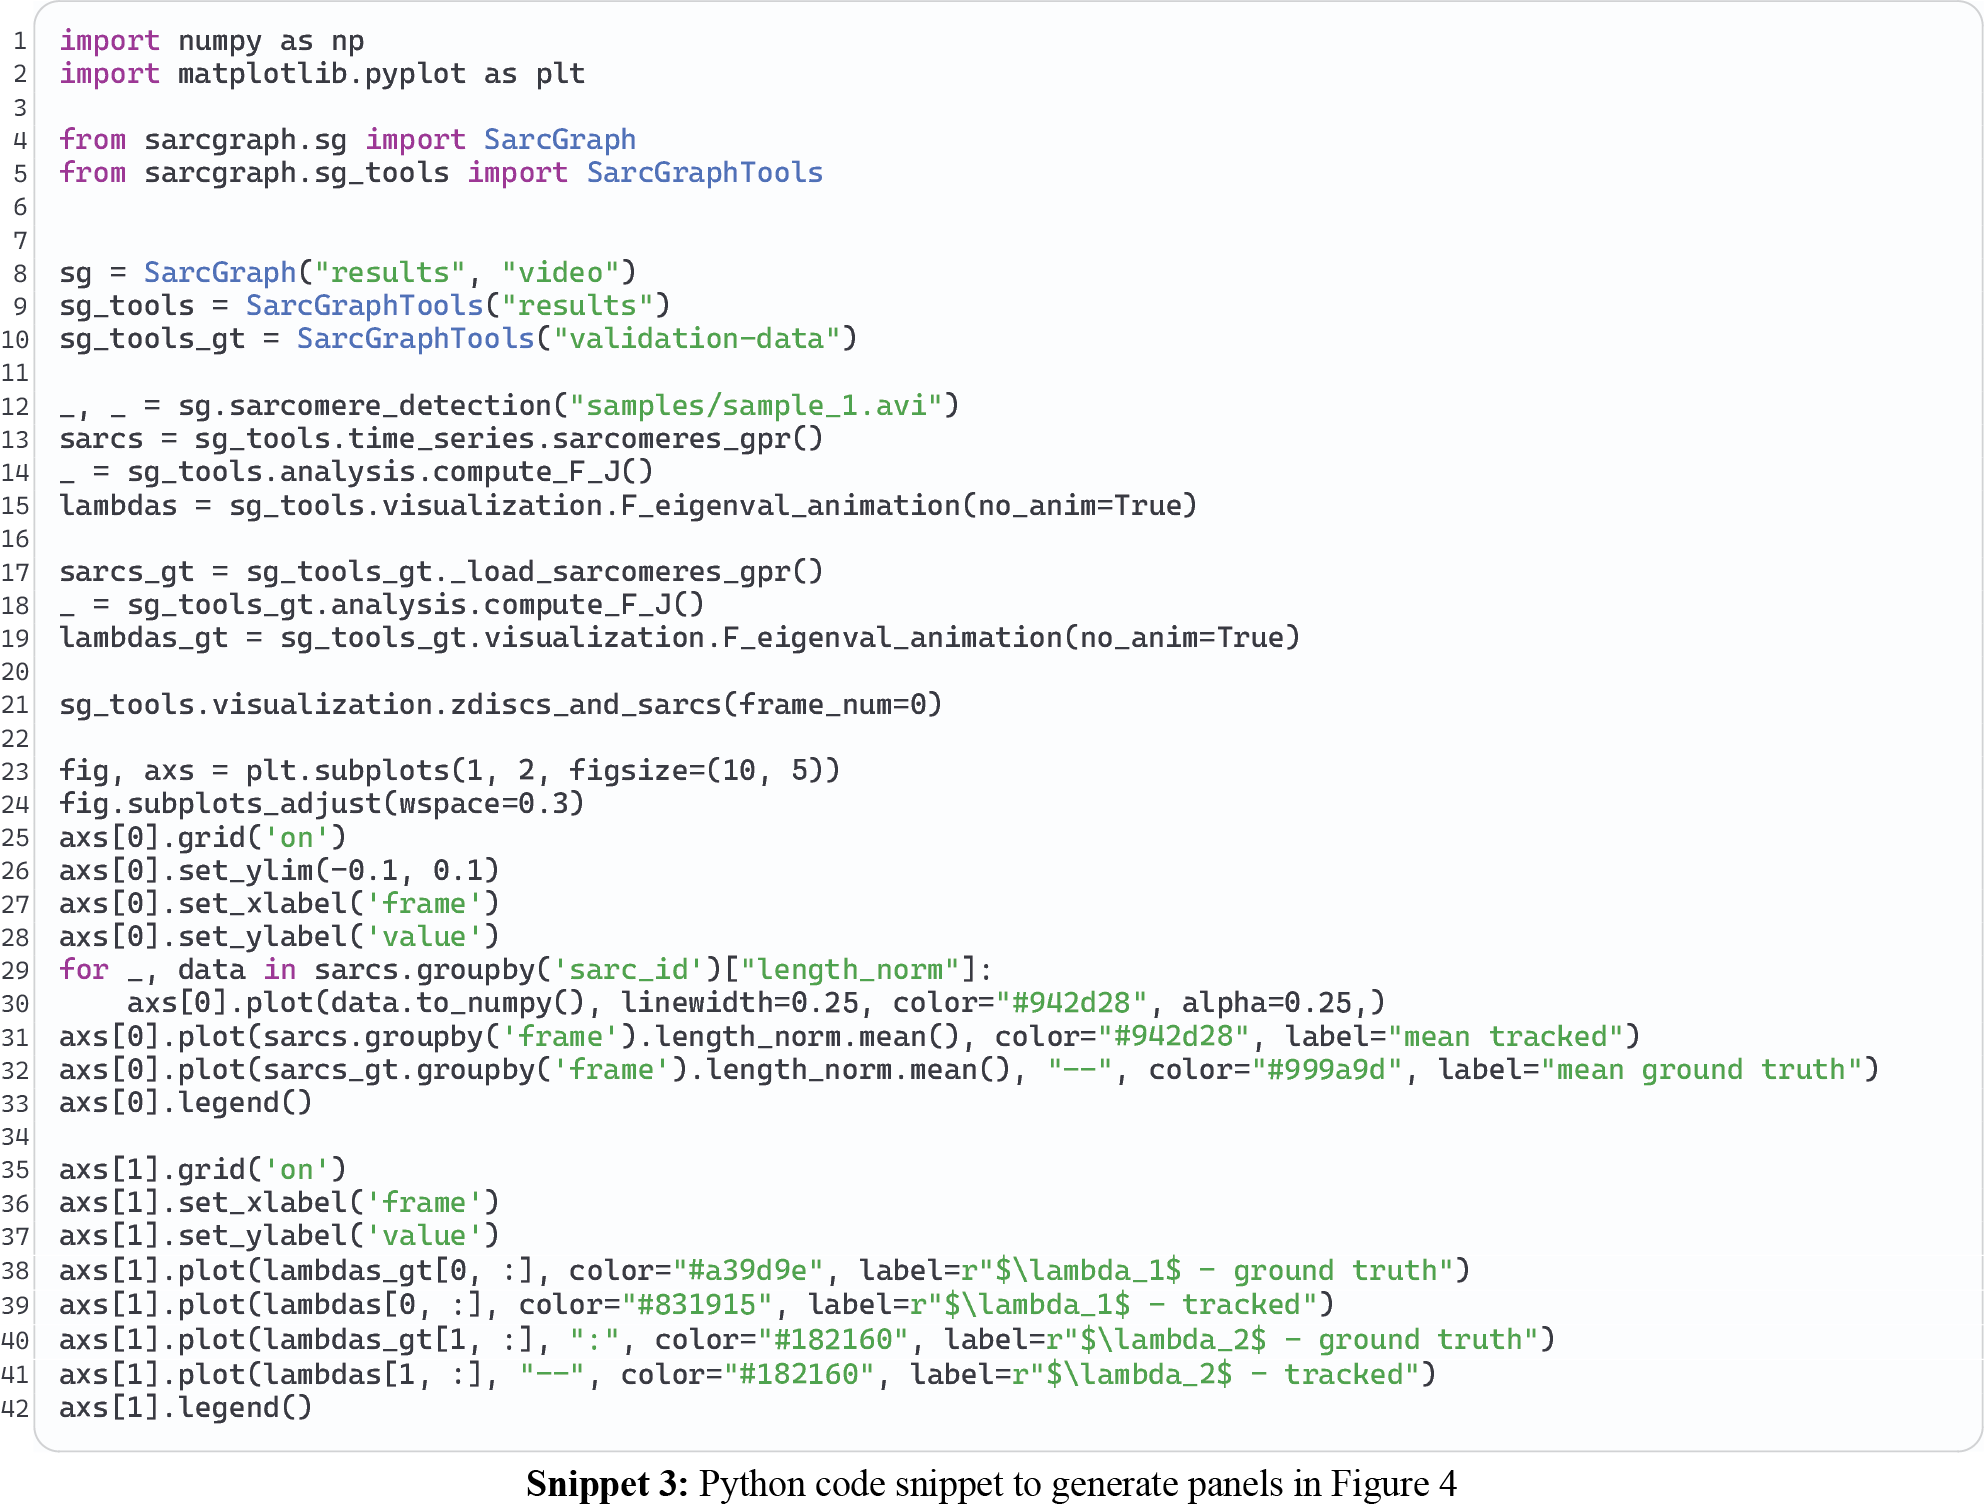 1 import numpy as np
2 import matplotlib.pyplot as plt
3
4 from sarcgraph.sg import SarcGraph
5 from sarcgraph.sg_tools import SarcGraphTools
6
7
8 sg = SarcGraph("results", "video")
9 sg_tools = SarcGraphTools("results")
10 sg_tools_gt = SarcGraphTools("validation-data")
11
12 _, _ = sg.sarcomere_detection("samples/sample_1.avi")
13 sarcs = sg_tools.time_series.sarcomeres_gpr()
14 _ = sg_tools.analysis.compute_F_J()
15 lambdas = sg_tools.visualization.F_eigenval_animation(no_anim=True)
16
17 sarcs_gt = sg_tools_gt._load_sarcomeres_gpr()
18 _ = sg_tools_gt.analysis.compute_F_J()
19 lambdas_gt = sg_tools_gt.visualization.F_eigenval_animation(no_anim=True)
20
21 sg_tools.visualization.zdiscs_and_sarcs(frame_num=0)
22
23 fig, axs = plt.subplots(1, 2, figsize=(10, 5))
24 fig.subplots_adjust(wspace=0.3)
25 axs[0].grid('on')
26 axs[0].set_ylim(-0.1, 0.1)
27 axs[0].set_xlabel('frame')
28 axs[0].set_ylabel('value')
29 for _, data in sarcs.groupby('sarc_id')["length_norm"]:
30     axs[0].plot(data.to_numpy(), linewidth=0.25, color="#942d28", alpha=0.25,)
31 axs[0].plot(sarcs.groupby('frame').length_norm.mean(), color="#942d28", label="mean tracked")
32 axs[0].plot(sarcs_gt.groupby('frame').length_norm.mean(), "--", color="#999a9d", label="mean ground truth")
33 axs[0].legend()
34
35 axs[1].grid('on')
36 axs[1].set_xlabel('frame')
37 axs[1].set_ylabel('value')
38 axs[1].plot(lambdas_gt[0, :], color="#a39d9e", label=r"$\lambda_1$ - ground truth")
39 axs[1].plot(lambdas[0, :], color="#831915", label=r"$\lambda_1$ - tracked")
40 axs[1].plot(lambdas_gt[1, :], ":", color="#182160", label=r"$\lambda_2$ - ground truth")
41 axs[1].plot(lambdas[1, :], "--", color="#182160", label=r"$\lambda_2$ - tracked")
42 axs[1].legend()
Snippet 3: Python code snippet to generate panels in Figure 4